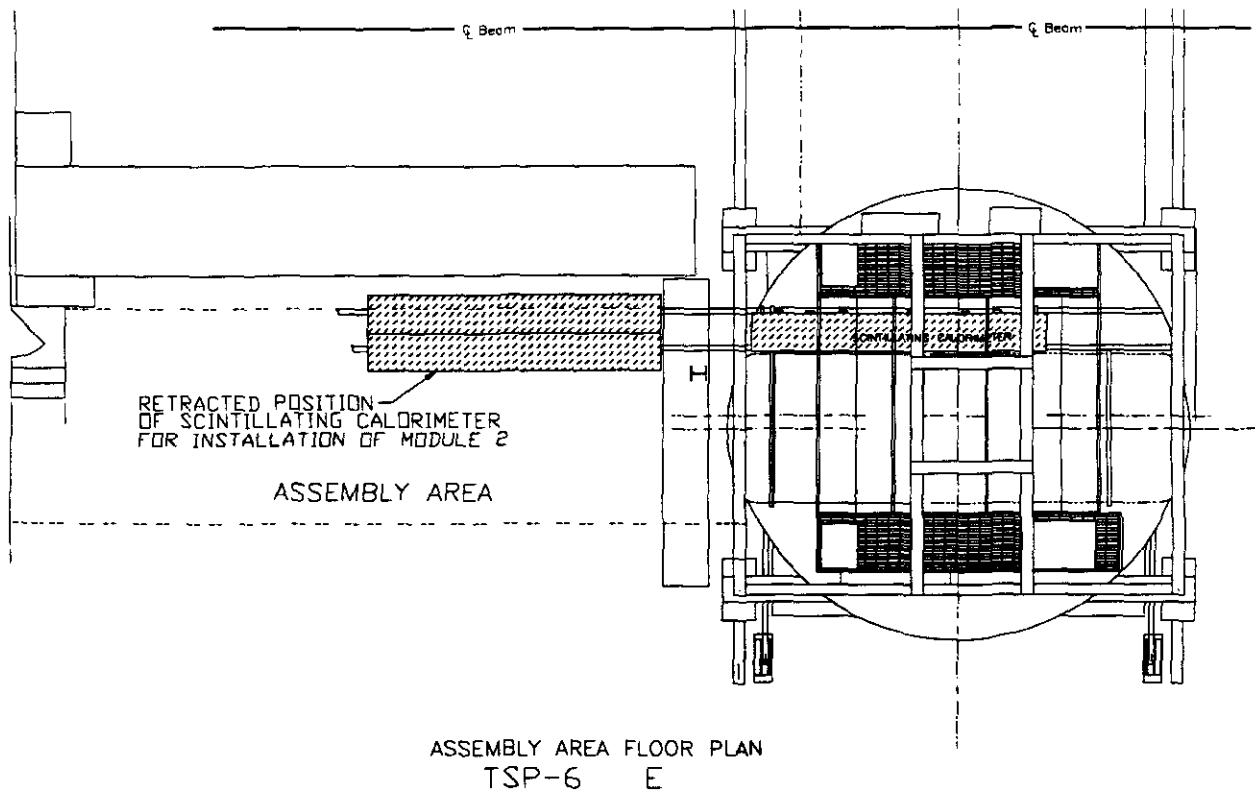 ℄ Beam
℄ Beam
SCINTILLATING CALORIMETER
RETRACTED POSITION
OF SCINTILLATING CALORIMETER
FOR INSTALLATION OF MODULE 2
ASSEMBLY AREA
ASSEMBLY AREA FLOOR PLAN
TSP-6 E